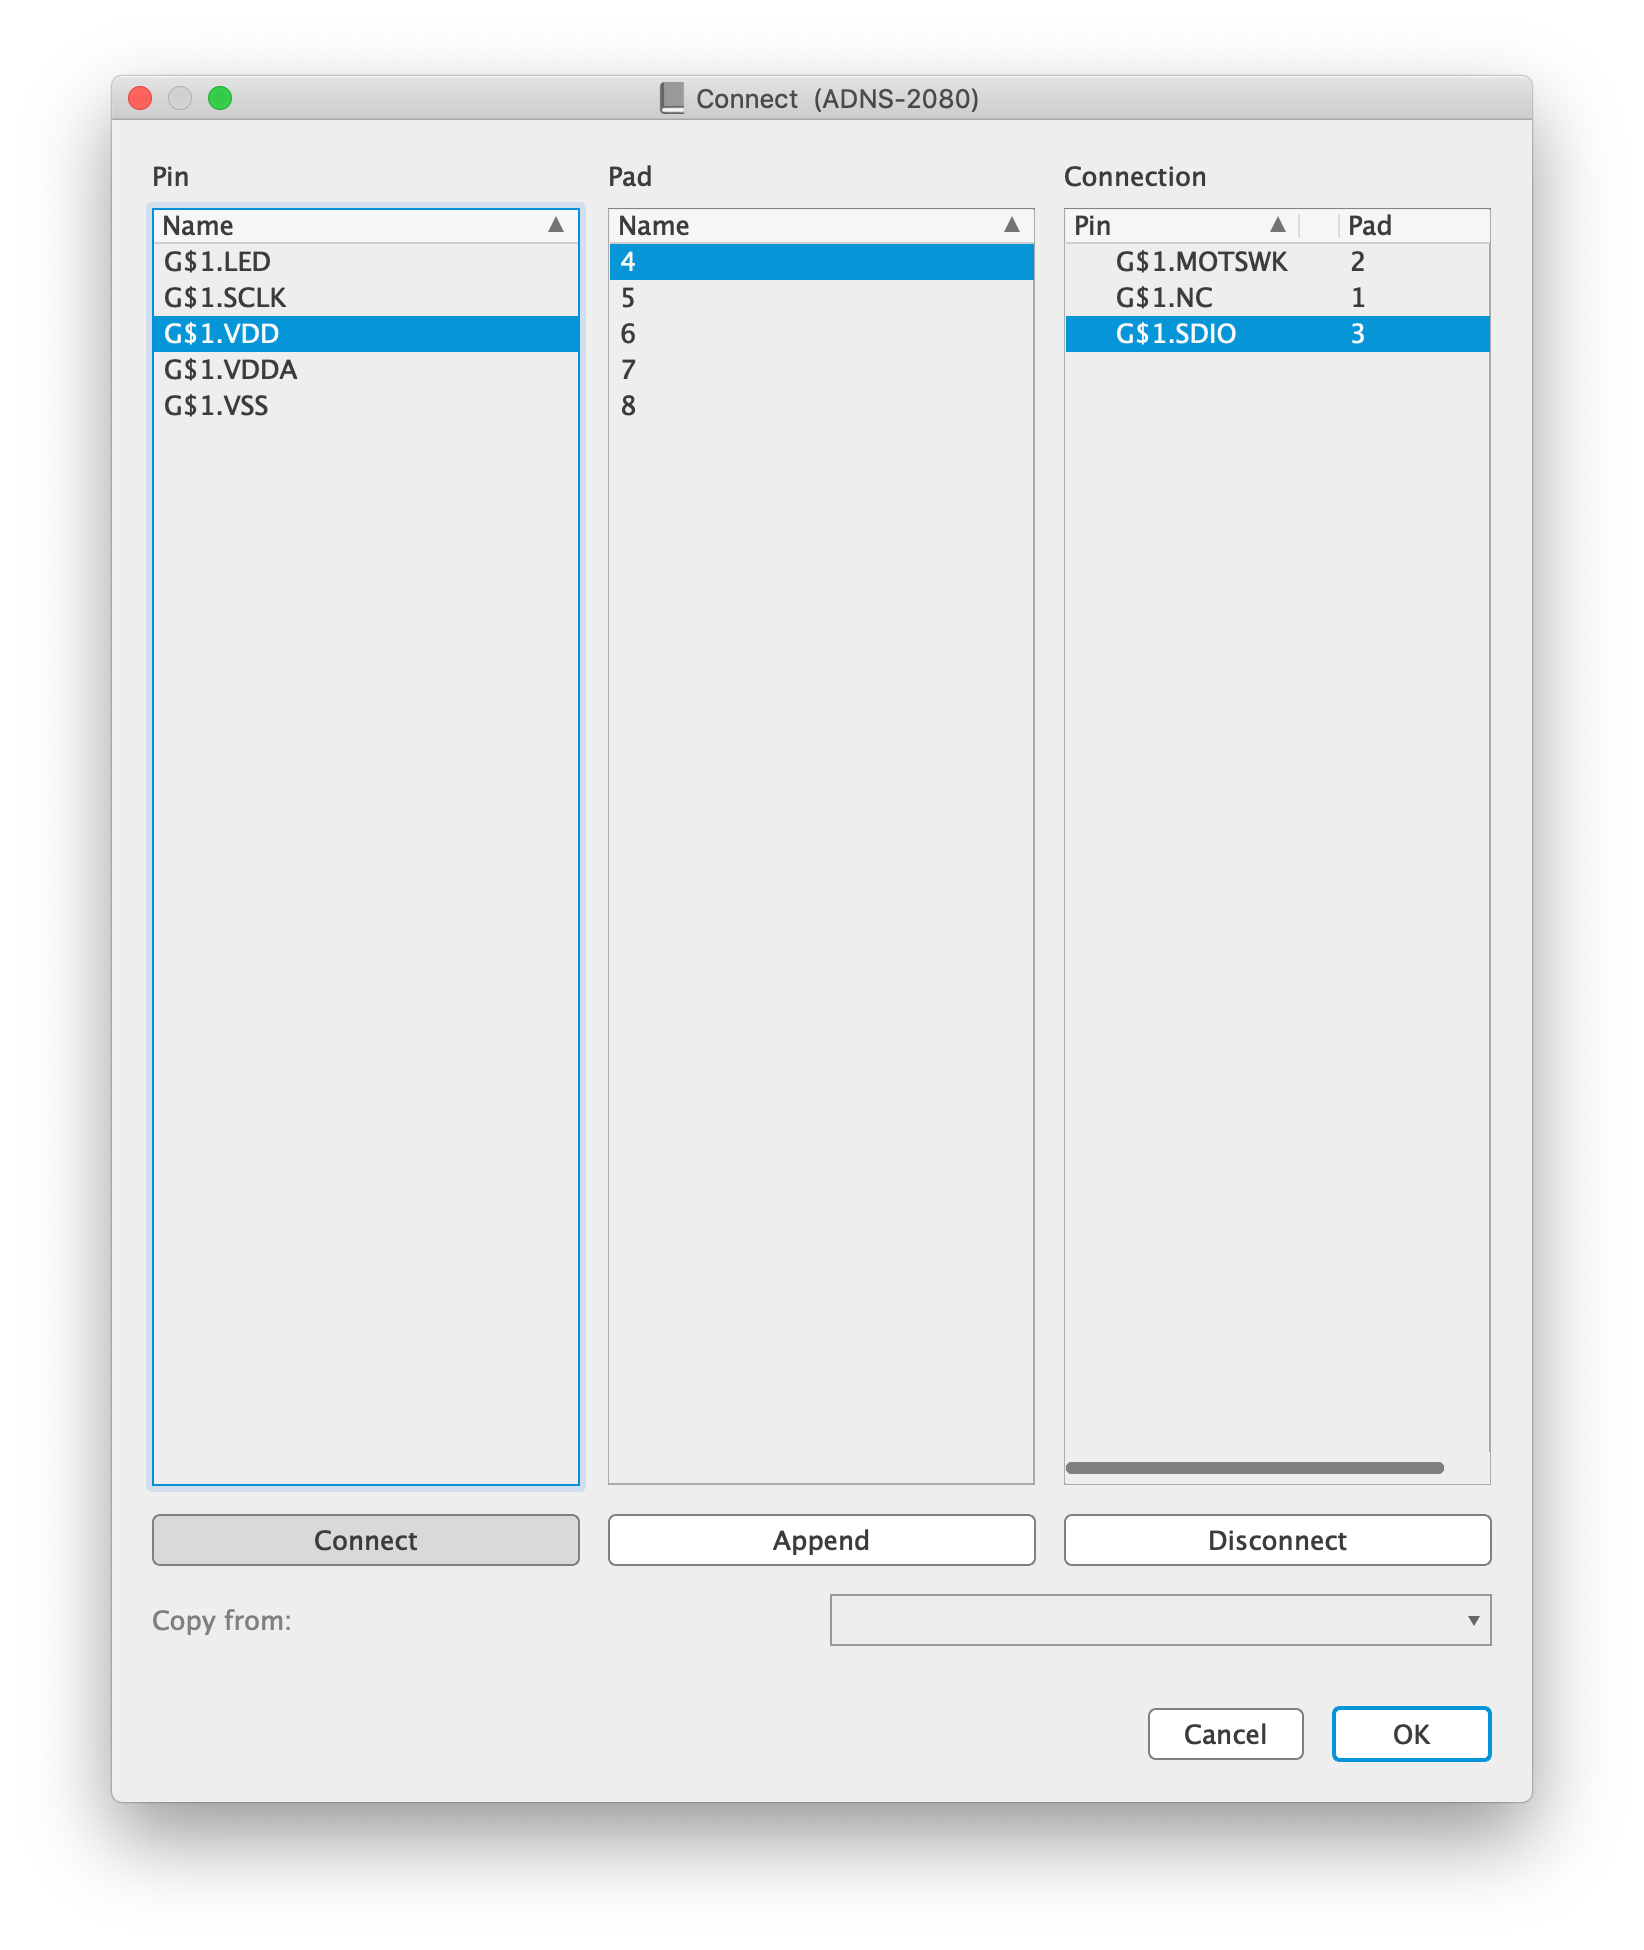 Connect (ADNS-2080)
Pin
Pad
Connection
Name
Name
Pin Pad
G$1.LED
4
G$1.MOTSWK 2
G$1.SCLK
5
G$1.NC 1
G$1.VDD
6
G$1.SDIO 3
G$1.VDDA
7
G$1.VSS
8
Connect
Append
Disconnect
Copy from:
Cancel
OK